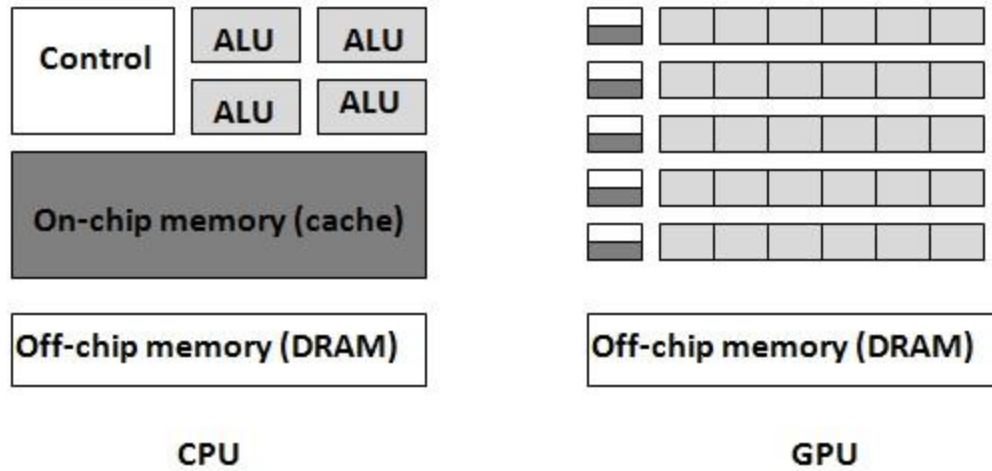 Control
ALU ALU
ALU ALU
On-chip memory (cache)
Off-chip memory (DRAM)
CPU
Off-chip memory (DRAM)
GPU